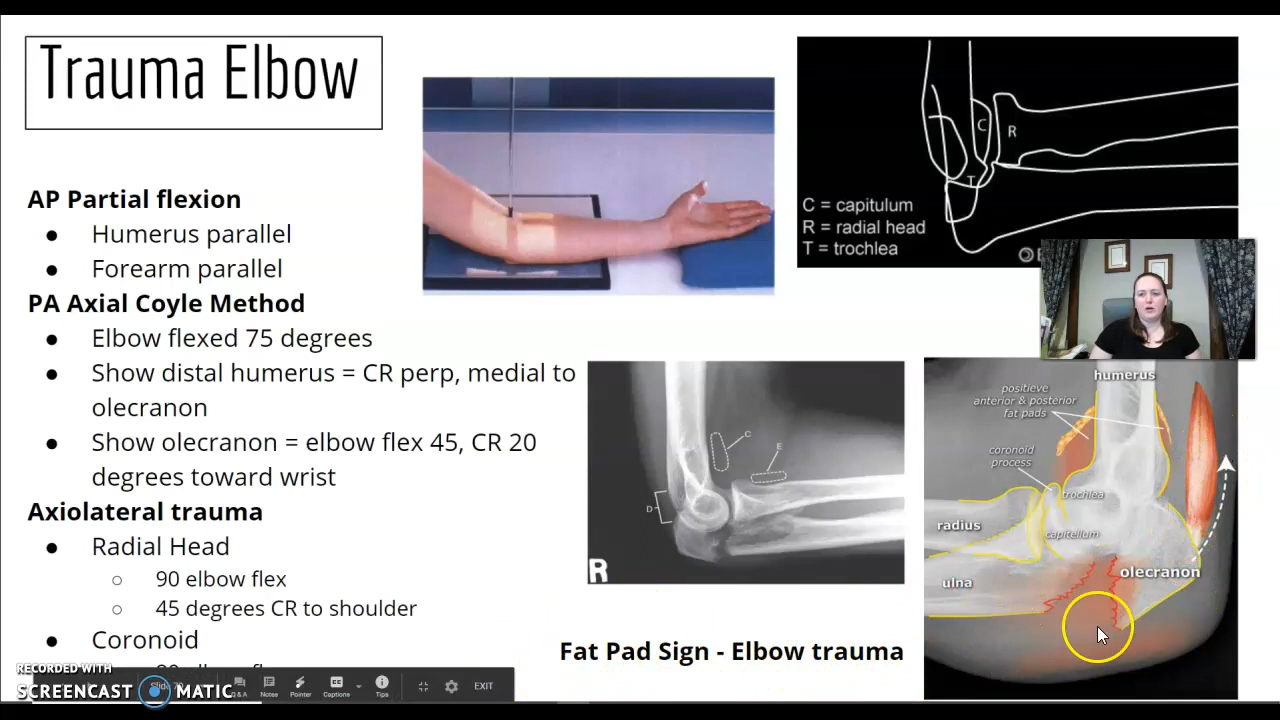 Trauma Elbow
AP Partial flexion
● Humerus parallel
● Forearm parallel
PA Axial Coyle Method
● Elbow flexed 75 degrees
● Show distal humerus = CR perp, medial to
olecranon
● Show olecranon = elbow flex 45, CR 20
degrees toward wrist
Axiolateral trauma
● Radial Head
○ 90 elbow flex
○ 45 degrees CR to shoulder
● Coronoid
C
R
T
C = capitulum
R = radial head
T = trochlea
C
E
D
R
Fat Pad Sign - Elbow trauma
humerus
positieve
anterior & posterior
fat pads
coronoid
process
trochlea
radius
capitellum
ulna
olecranon
RECORDED WITH
SCREENCAST MATIC
Notes
Pointer
Captions
Tips
EXIT